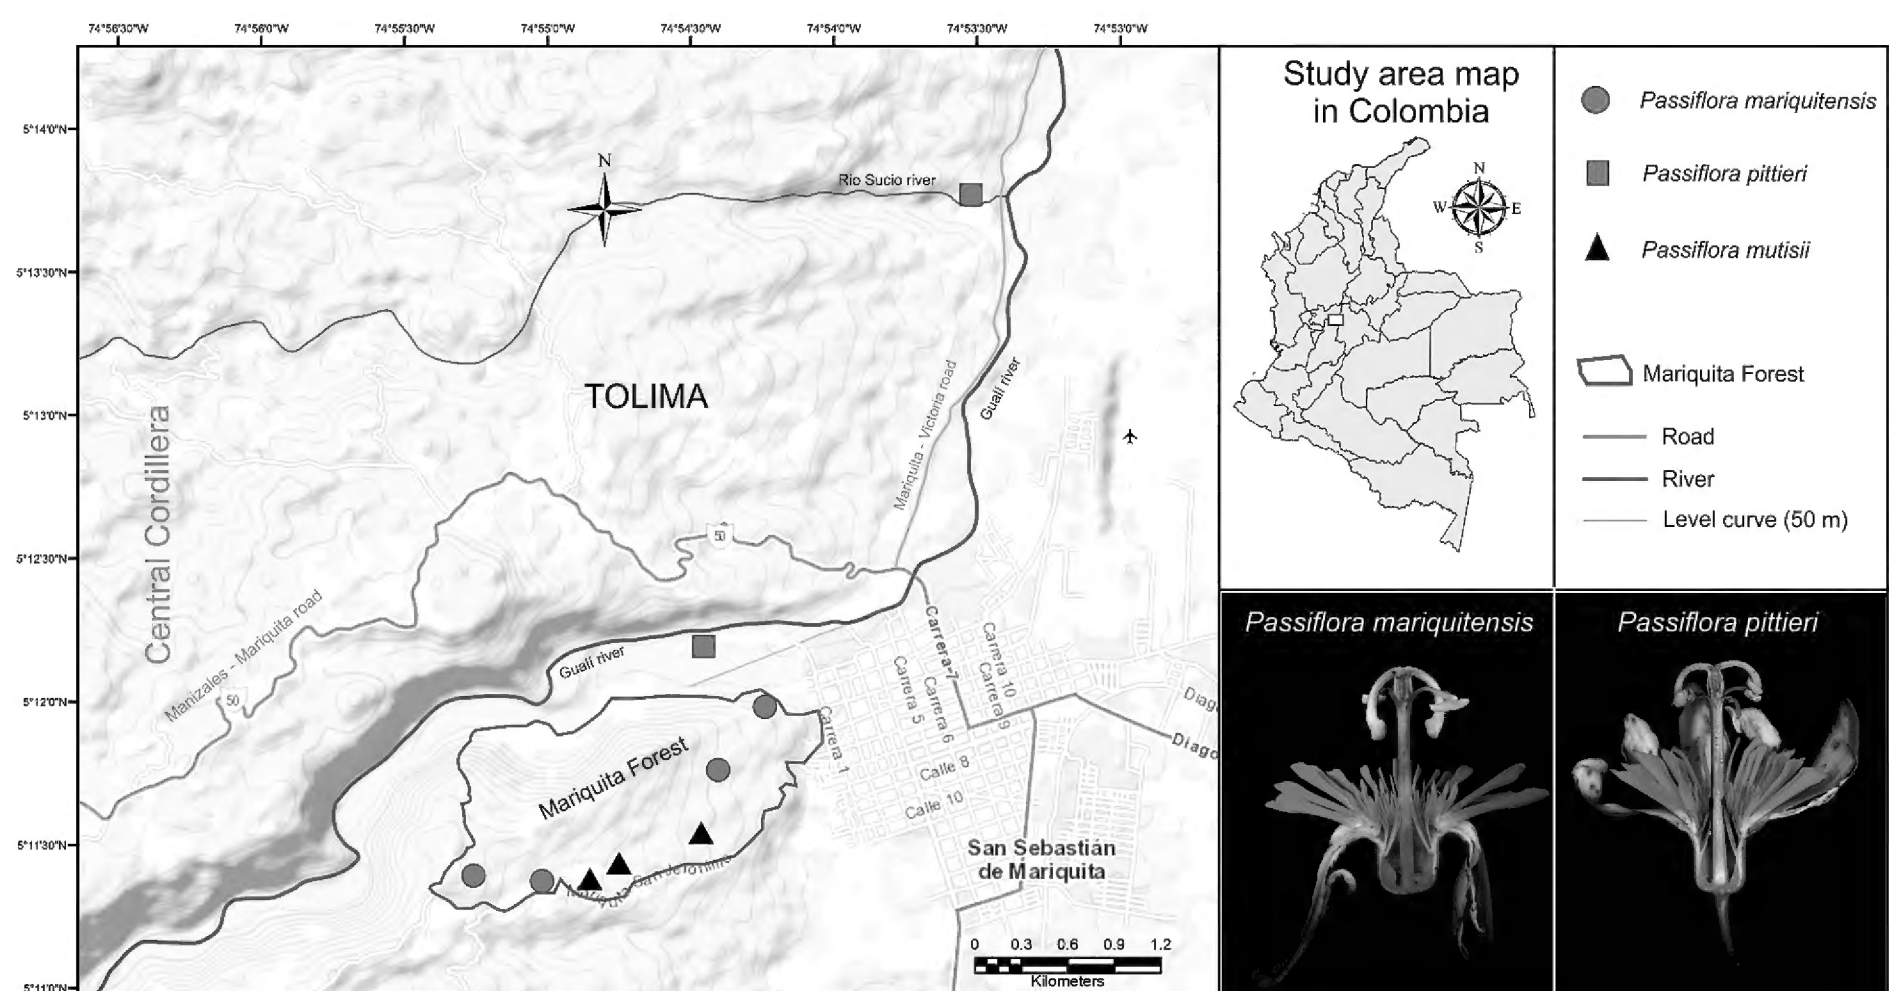 74°56'30"W
74°56'0"W
74°55'30"W
74°55'0"W
74°54'30"W
74°54'0"W
74°53'30"W
74°53'0"W
5°14'0"N
5°13'30"N
5°13'0"N
5°12'30"N
5°12'0"N
5°11'30"N
5°11'0"N
N
Rio Sucio river
TOLIMA
Central Cordillera
Mariquita - Victoria road
Gualí river
50
Manizales - Mariquita road
50
Gualí river
Mariquita Forest
Carrera 7
Carrera 10
Carrera 9
Carrera 5
Carrera 6
Carrera 1
Calle 8
Calle 10
Diag
Diago
San Sebastián
de Mariquita
0 0.3 0.6 0.9 1.2
Kilometers
Study area map
in Colombia
N
W E
S
Passiflora mariquitensis
Passiflora pittieri
Passiflora mutisii
Mariquita Forest
Road
River
Level curve (50 m)
Passiflora mariquitensis
Passiflora pittieri